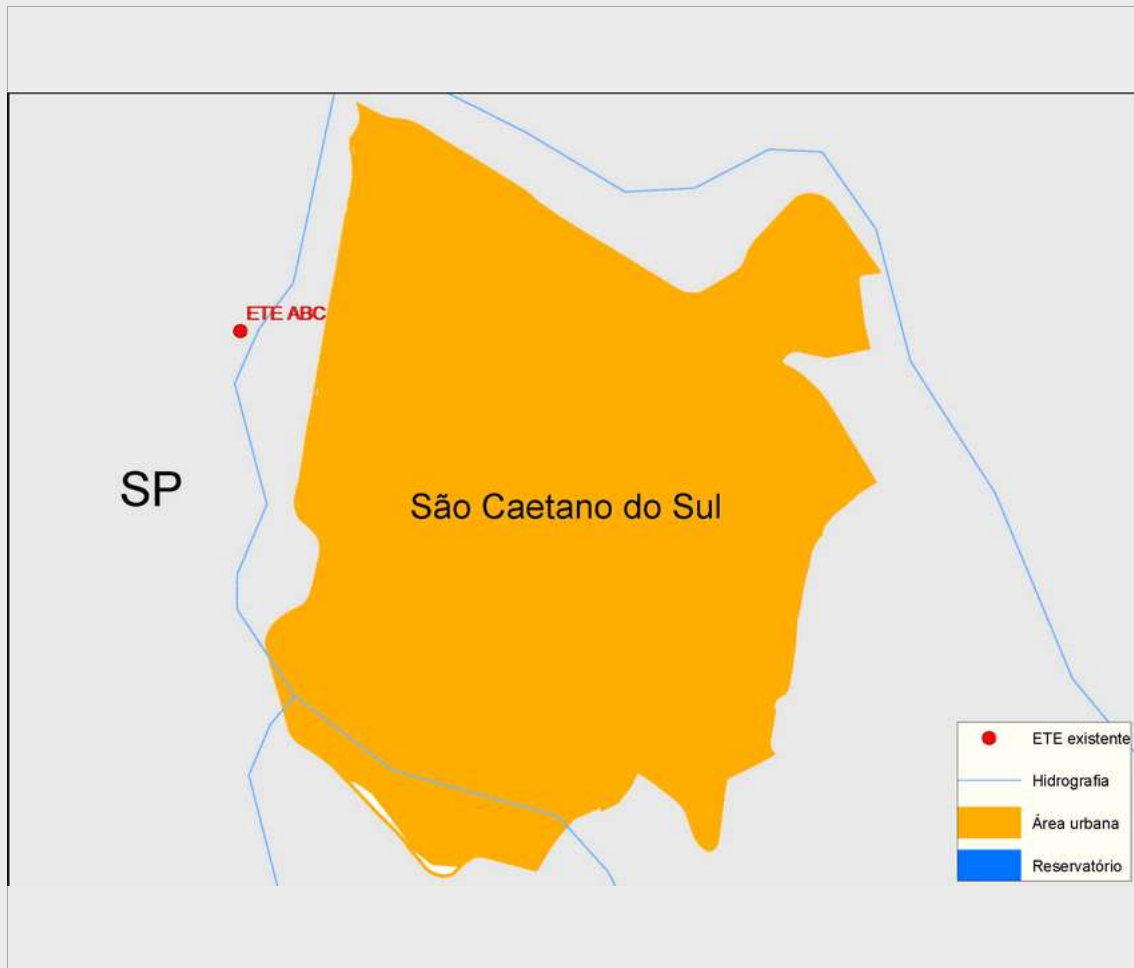 ETE ABC
SP
São Caetano do Sul
ETE existente
Hidrografia
Área urbana
Reservatório